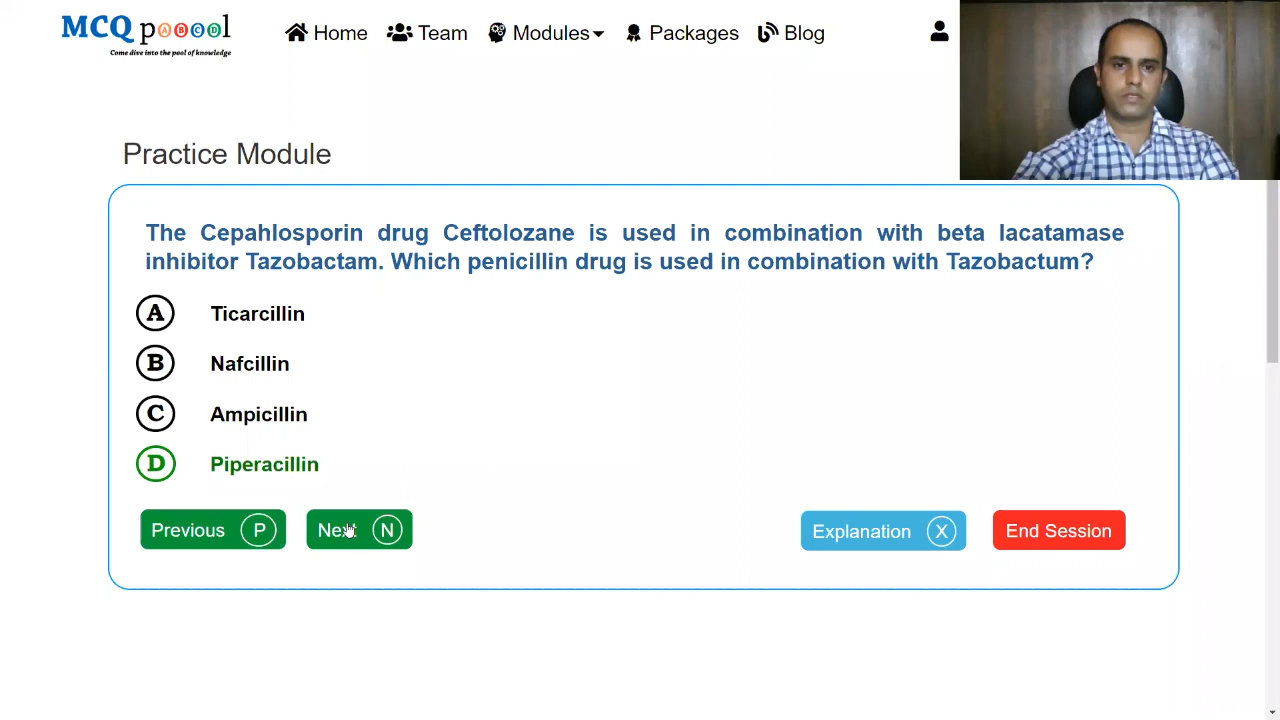 MCQ poocol
A B C D
Come dive into the pool of knowledge
Home Team Modules Packages Blog
Practice Module
The Cepahlosporin drug Ceftolozane is used in combination with beta lacatamase
inhibitor Tazobactam. Which penicillin drug is used in combination with Tazobactum?
A Ticarcillin
B Nafcillin
C Ampicillin
D Piperacillin
Previous P Next N Explanation X End Session